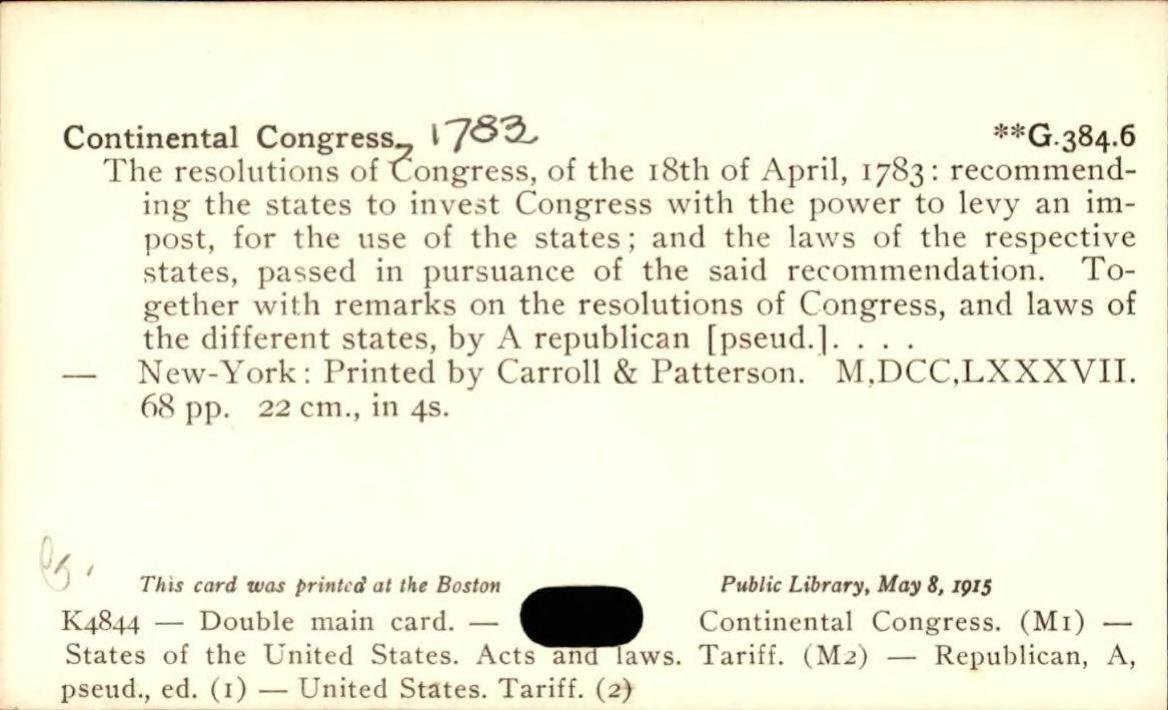 Continental Congress, 1783 **G.384.6
The resolutions of Congress, of the 18th of April, 1783: recommend-
ing the states to invest Congress with the power to levy an im-
post, for the use of the states; and the laws of the respective
states, passed in pursuance of the said recommendation. To-
gether with remarks on the resolutions of Congress, and laws of
the different states, by A republican [pseud.]. . . .
— New-York: Printed by Carroll & Patterson. M,DCC,LXXXVII.
68 pp. 22 cm., in 4s.
This card was printed at the Boston Public Library, May 8, 1915
K4844 — Double main card. — Continental Congress. (M1) —
States of the United States. Acts and laws. Tariff. (M2) — Republican, A,
pseud., ed. (1) — United States. Tariff. (2)